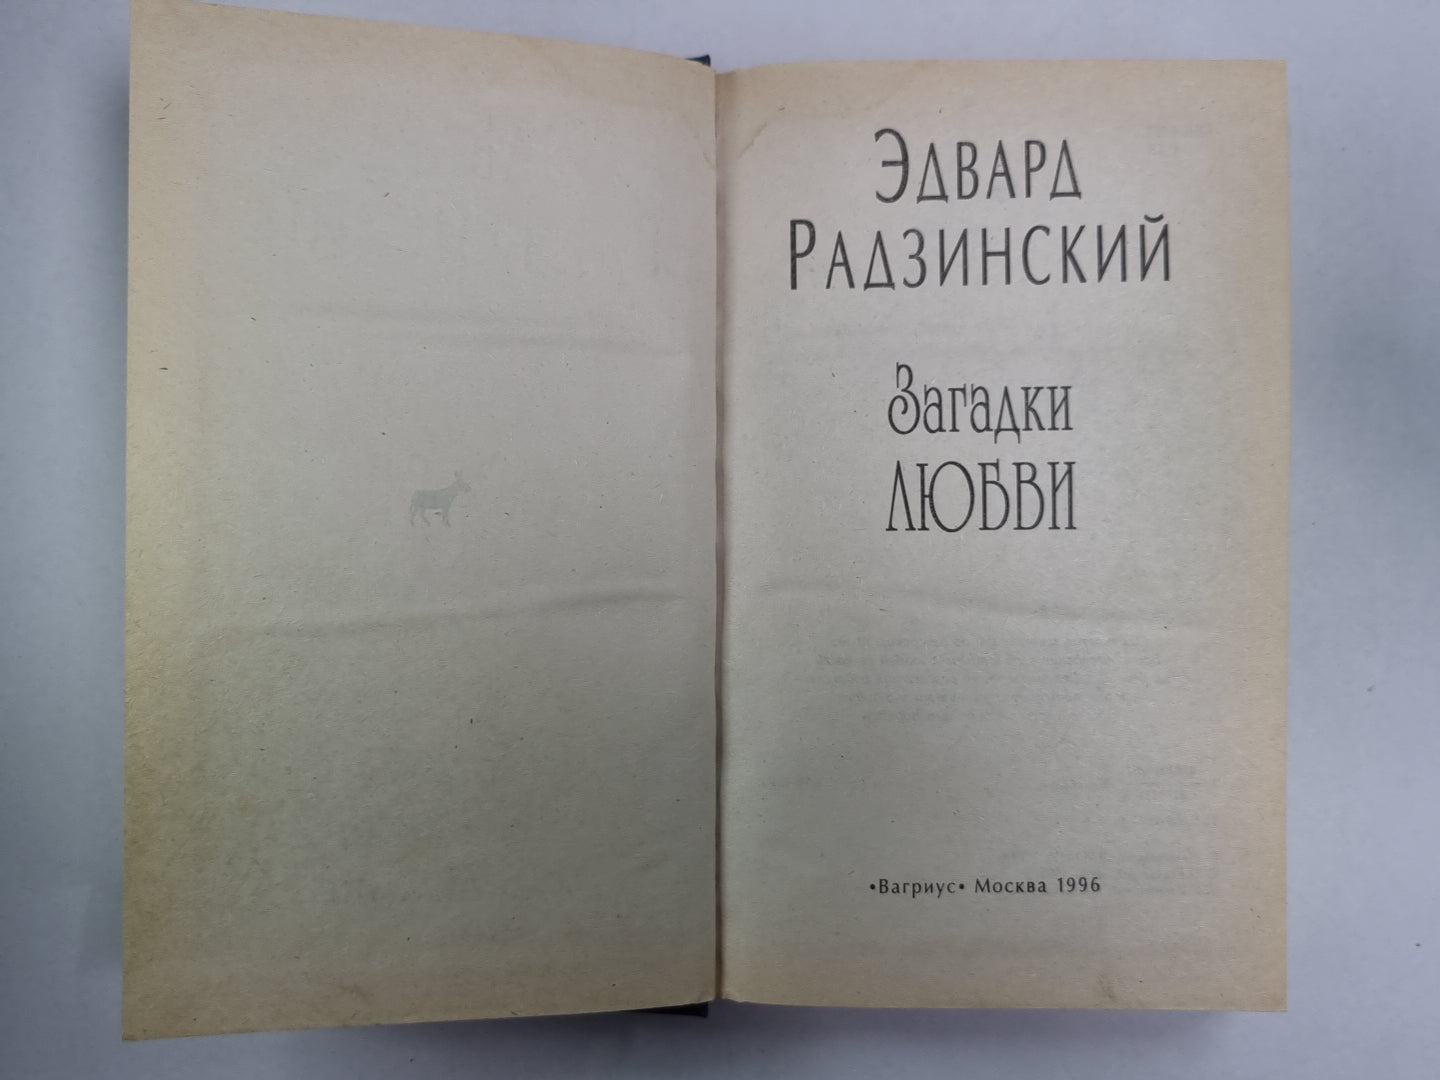 Эдвард
Радзинский
Загадки
ЛЮБВИ
•Вагриус• Москва 1996